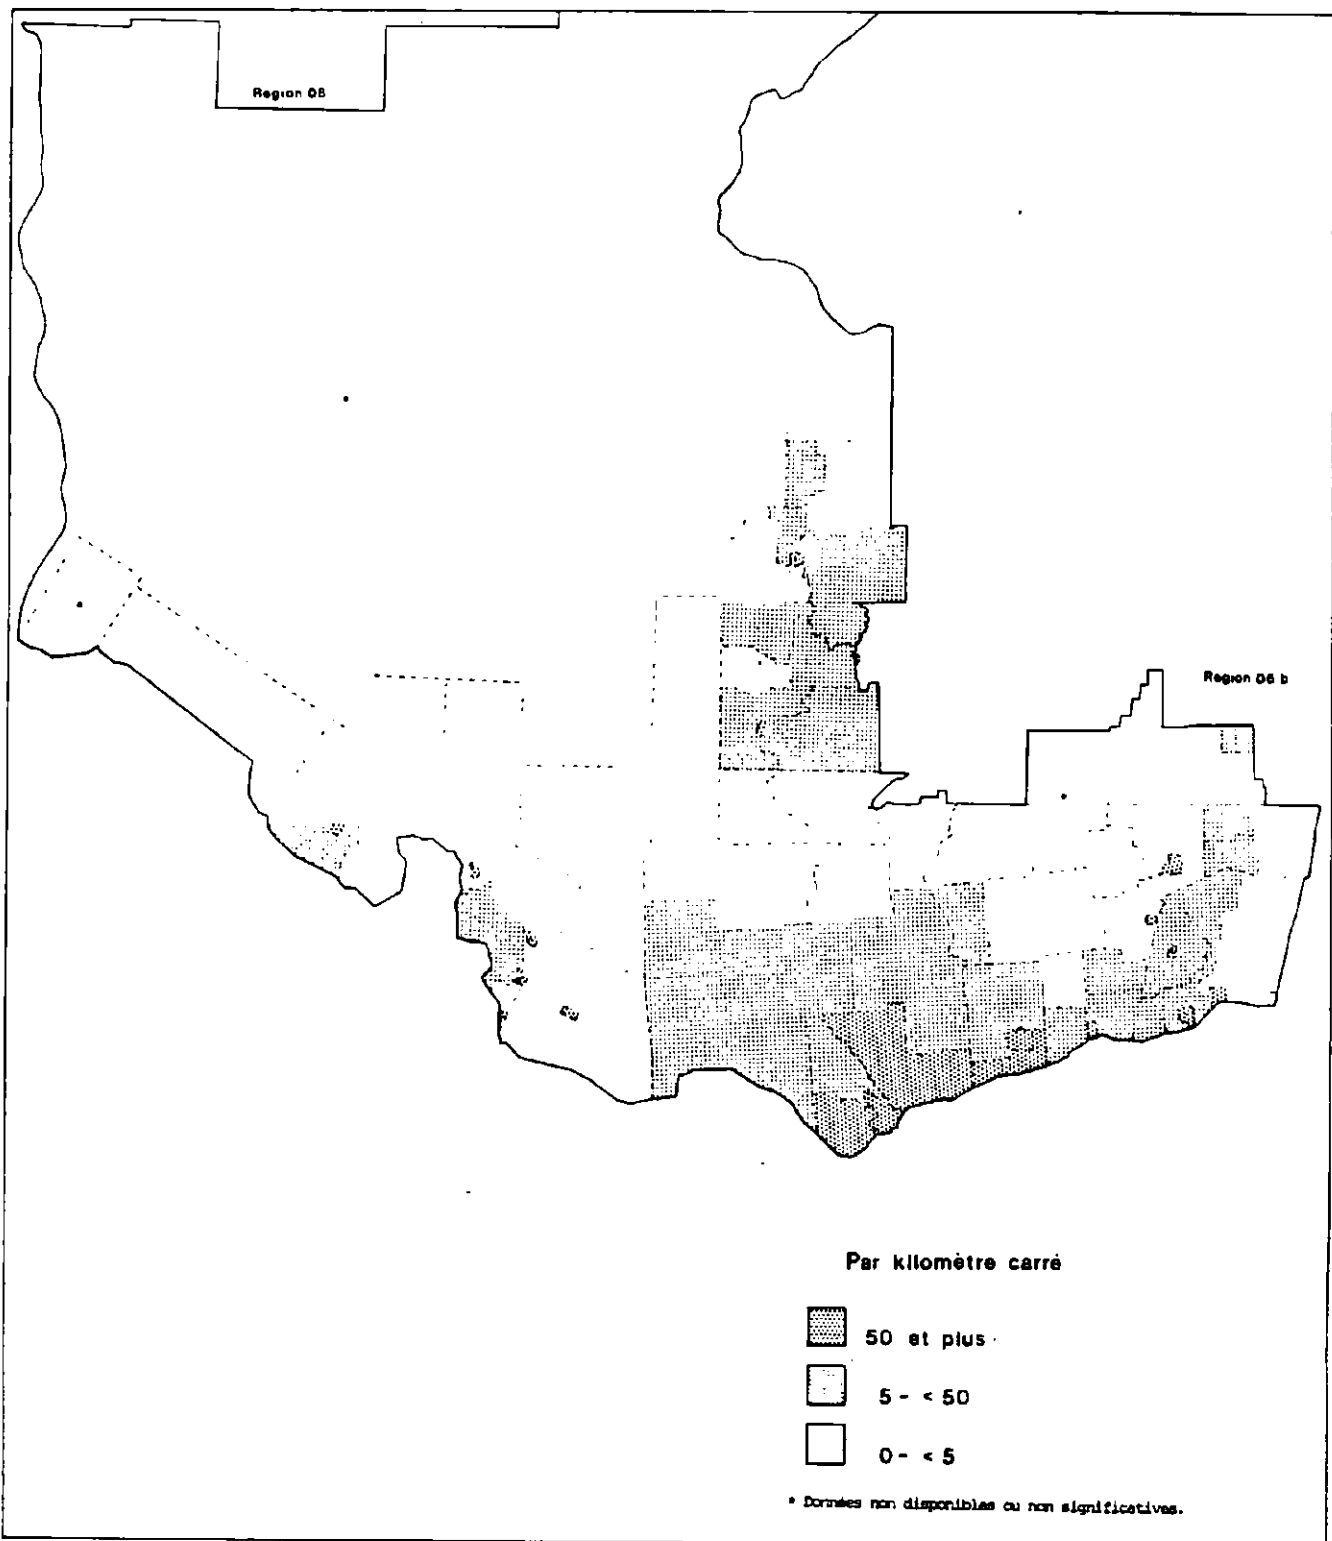 Region 08
Region 06 b
Par kilomètre carré
50 et plus
5 - < 50
0 - < 5
* Données non disponibles ou non significatives.